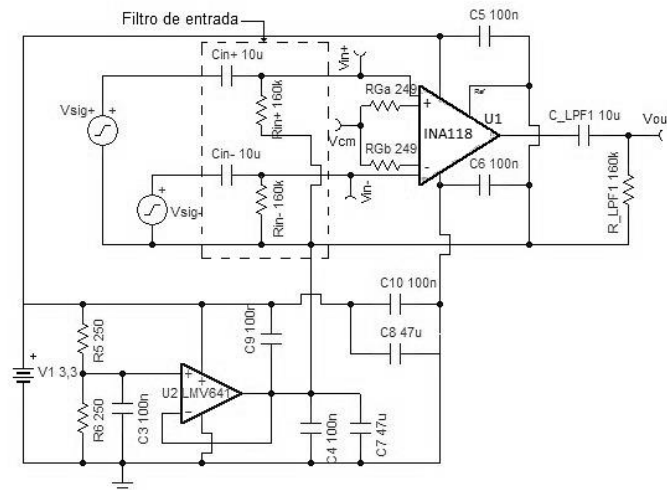 Filtro de entrada
C5 100n
Cin+ 10u
Vin+
Vsig+
Rin+ 160k
RGa 249
Ref
U1
C_LPF1 10u
Vou
Vcm
INA118
RGb 249
C6 100n
Cin- 10u
Vsig-
Rin- 160k
Vin-
R_LPF1 160k
C10 100n
C8 47u
C9 100n
R5 250
V1 3,3
U2 LMV641
R6 250
C3 100n
C4 100n
C7 47u